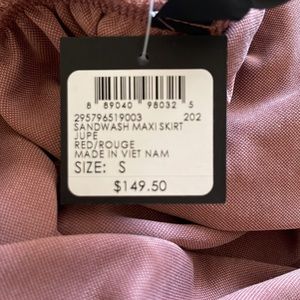 8 89040 98032 5
295796519003 202
SANDWASH MAXI SKIRT
JUPE
RED/ROUGE
MADE IN VIET NAM
SIZE: S
$149.50